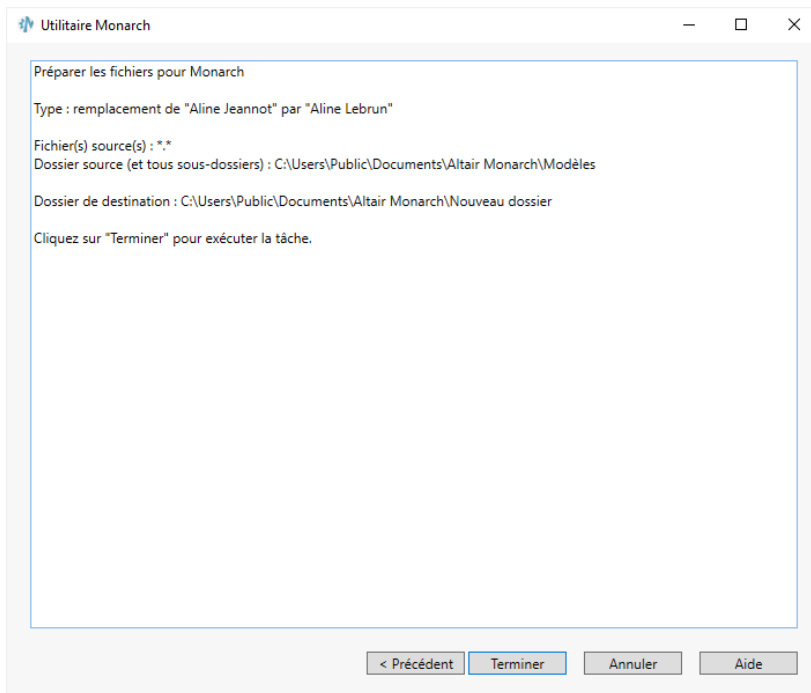 Utilitaire Monarch
Préparer les fichiers pour Monarch
Type : remplacement de "Aline Jeannot" par "Aline Lebrun"
Fichier(s) source(s) : *.*
Dossier source (et tous sous-dossiers) : C:\Users\Public\Documents\Altair Monarch\Modèles
Dossier de destination : C:\Users\Public\Documents\Altair Monarch\Nouveau dossier
Cliquez sur "Terminer" pour exécuter la tâche.
< Précédent Terminer Annuler Aide